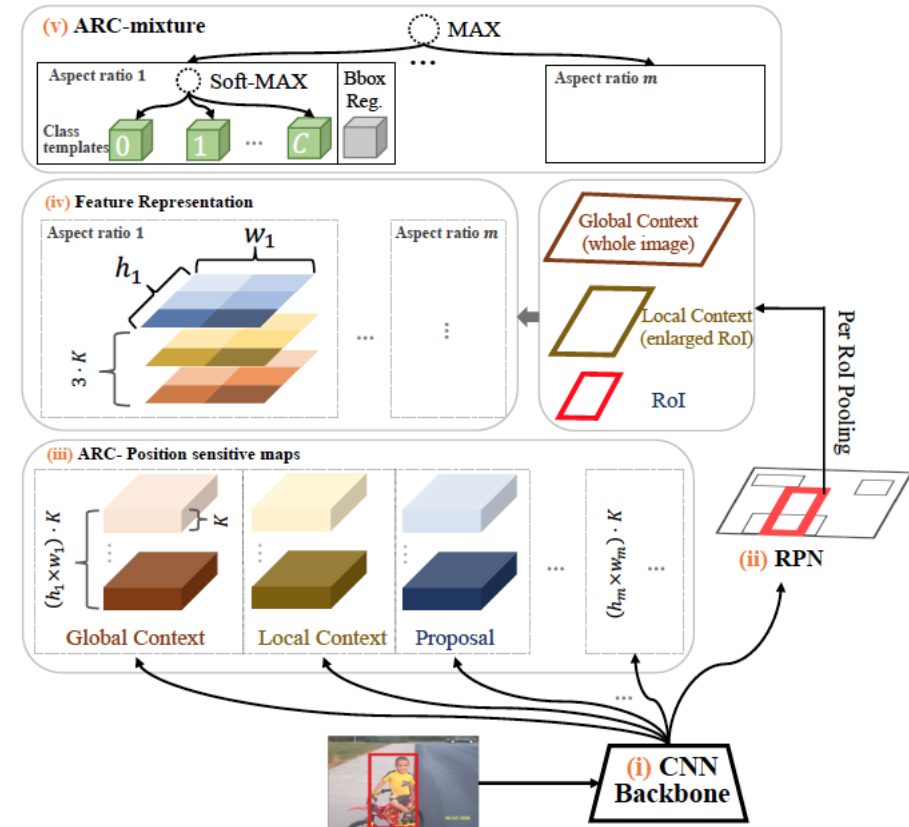 (v) ARC-mixture
MAX
...
Aspect ratio 1
Soft-MAX
Bbox
Reg.
Aspect ratio m
Class
templates
0
1
...
C
(iv) Feature Representation
Aspect ratio 1
w₁
h₁
3 · K
...
Aspect ratio m
⋮
Global Context
(whole image)
Local Context
(enlarged RoI)
RoI
Per RoI Pooling
(iii) ARC- Position sensitive maps
(h₁×w₁) · K
K
⋮
⋮
⋮
...
(hₘ×wₘ) · K
...
Global Context
Local Context
Proposal
(ii) RPN
...
(i) CNN
Backbone